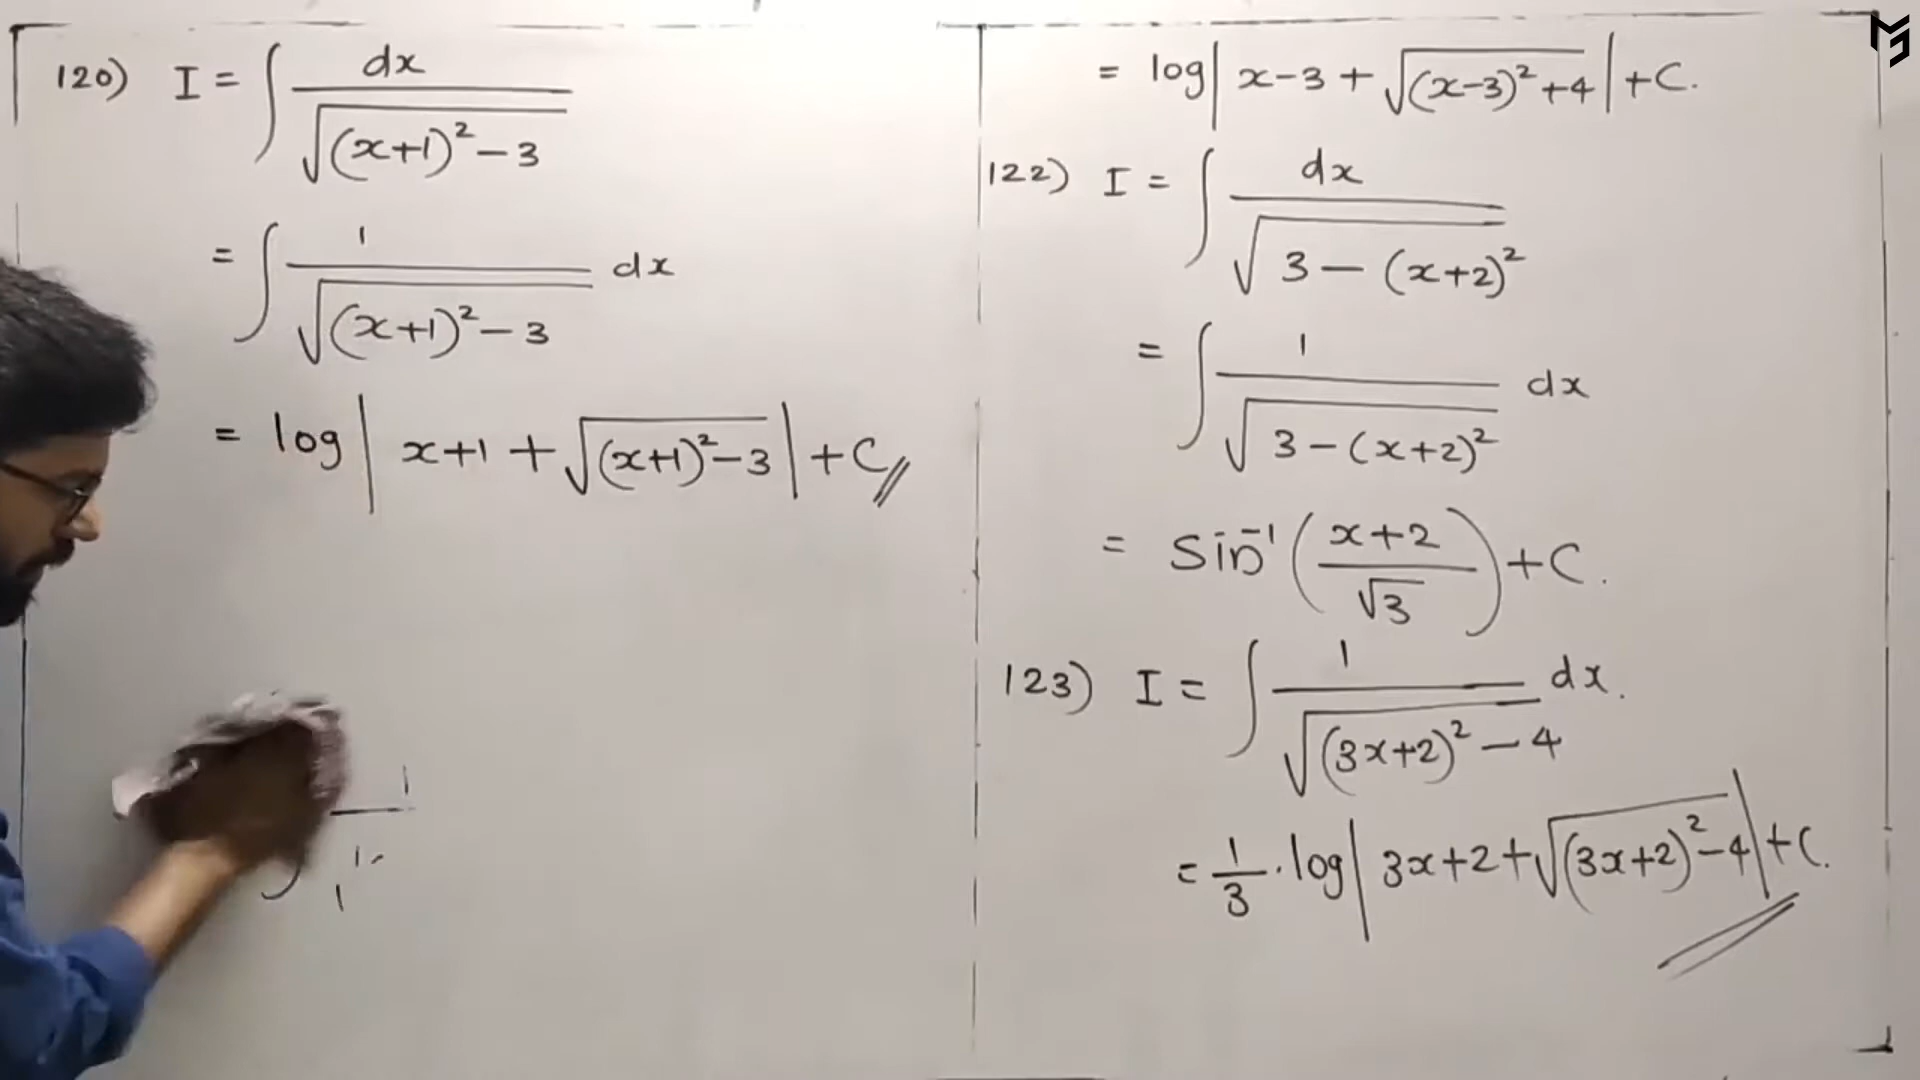 120) I = ∫ dx / √((x+1)² − 3)
= ∫ 1 / √((x+1)² − 3) dx
= log | x+1 + √((x+1)² − 3) | + C
= log | x−3 + √((x−3)² + 4) | + C.
122) I = ∫ dx / √(3 − (x+2)²)
= ∫ 1 / √(3 − (x+2)²) dx
= Sin⁻¹ ( (x+2) / √3 ) + C.
123) I = ∫ 1 / √((3x+2)² − 4) dx.
= 1/3 · log | 3x+2 + √((3x+2)² − 4) | + C.